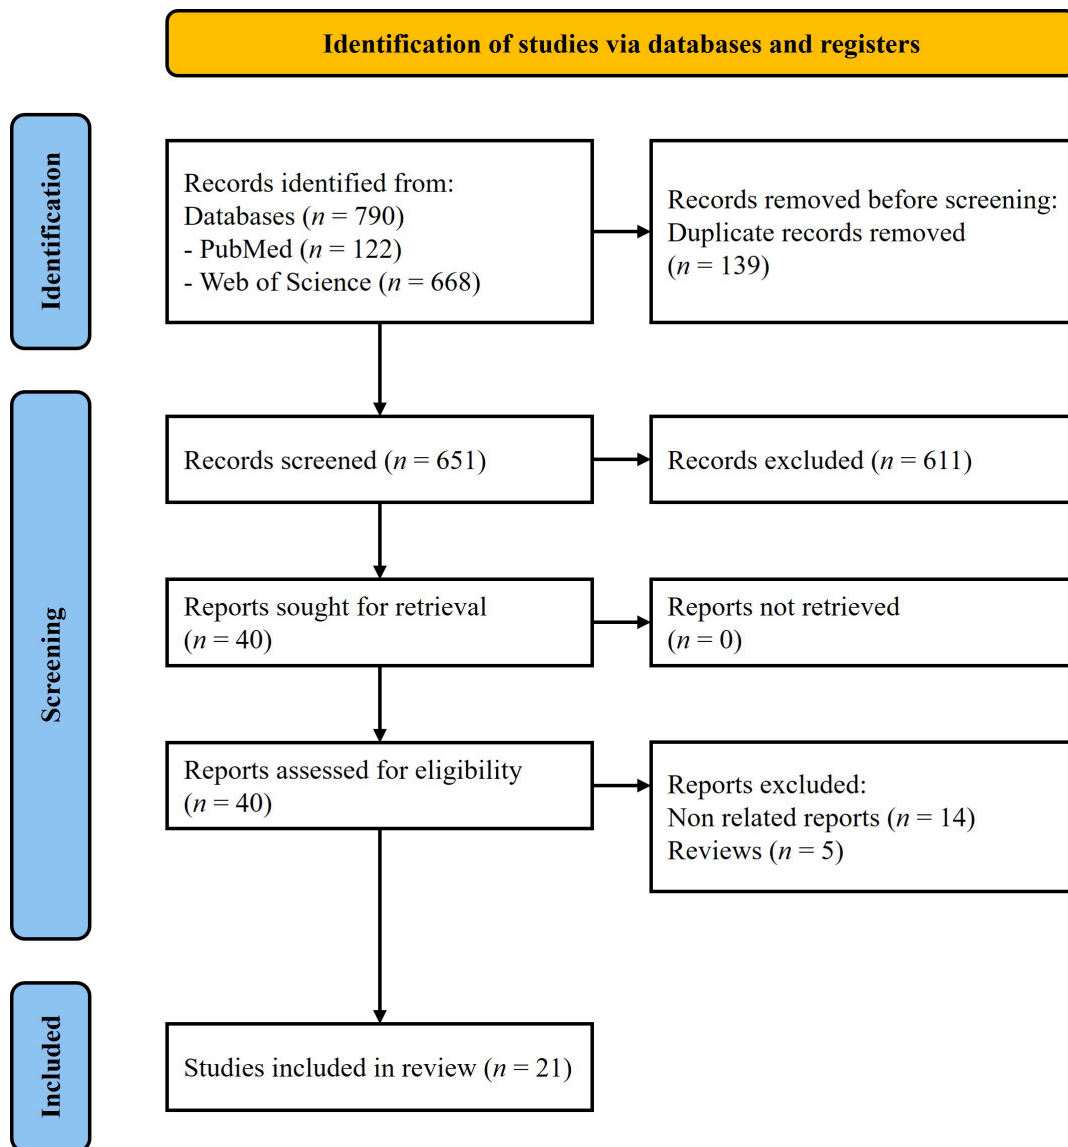 Identification of studies via databases and registers
Identification
Records identified from:
Databases (n = 790)
- PubMed (n = 122)
- Web of Science (n = 668)
Records removed before screening:
Duplicate records removed
(n = 139)
Screening
Records screened (n = 651)
Records excluded (n = 611)
Reports sought for retrieval
(n = 40)
Reports not retrieved
(n = 0)
Reports assessed for eligibility
(n = 40)
Reports excluded:
Non related reports (n = 14)
Reviews (n = 5)
Included
Studies included in review (n = 21)